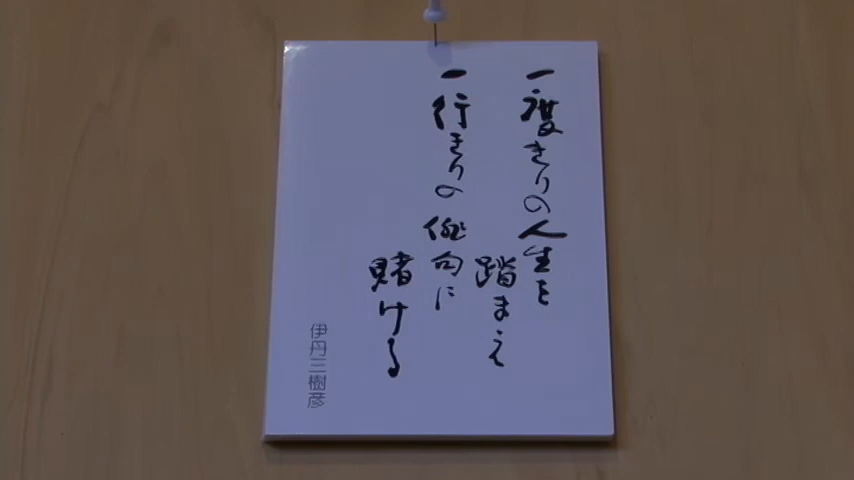 一度きりの人生を
踏まえ
一行きりの俳句に
賭ける
伊丹三樹彦